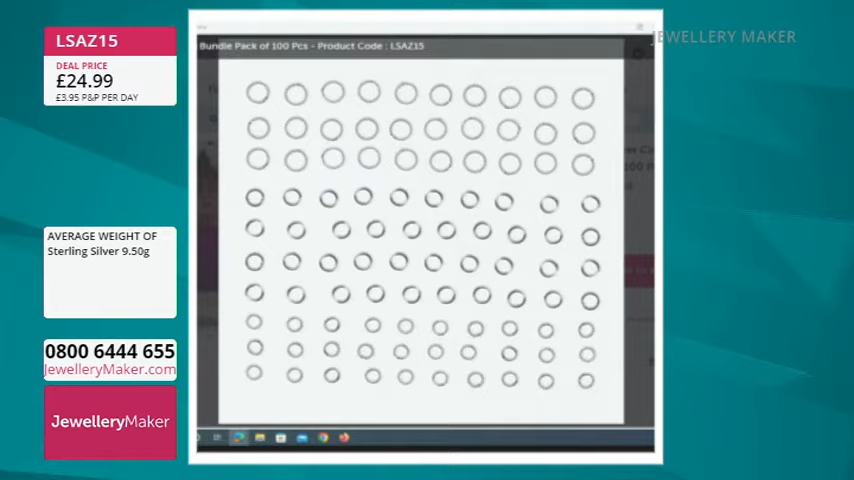 LSAZ15
DEAL PRICE
£24.99
£3.95 P&P PER DAY
Bundle Pack of 100 Pcs - Product Code : LSAZ15
JEWELLERY MAKER
AVERAGE WEIGHT OF
Sterling Silver 9.50g
0800 6444 655
JewelleryMaker.com
JewelleryMaker